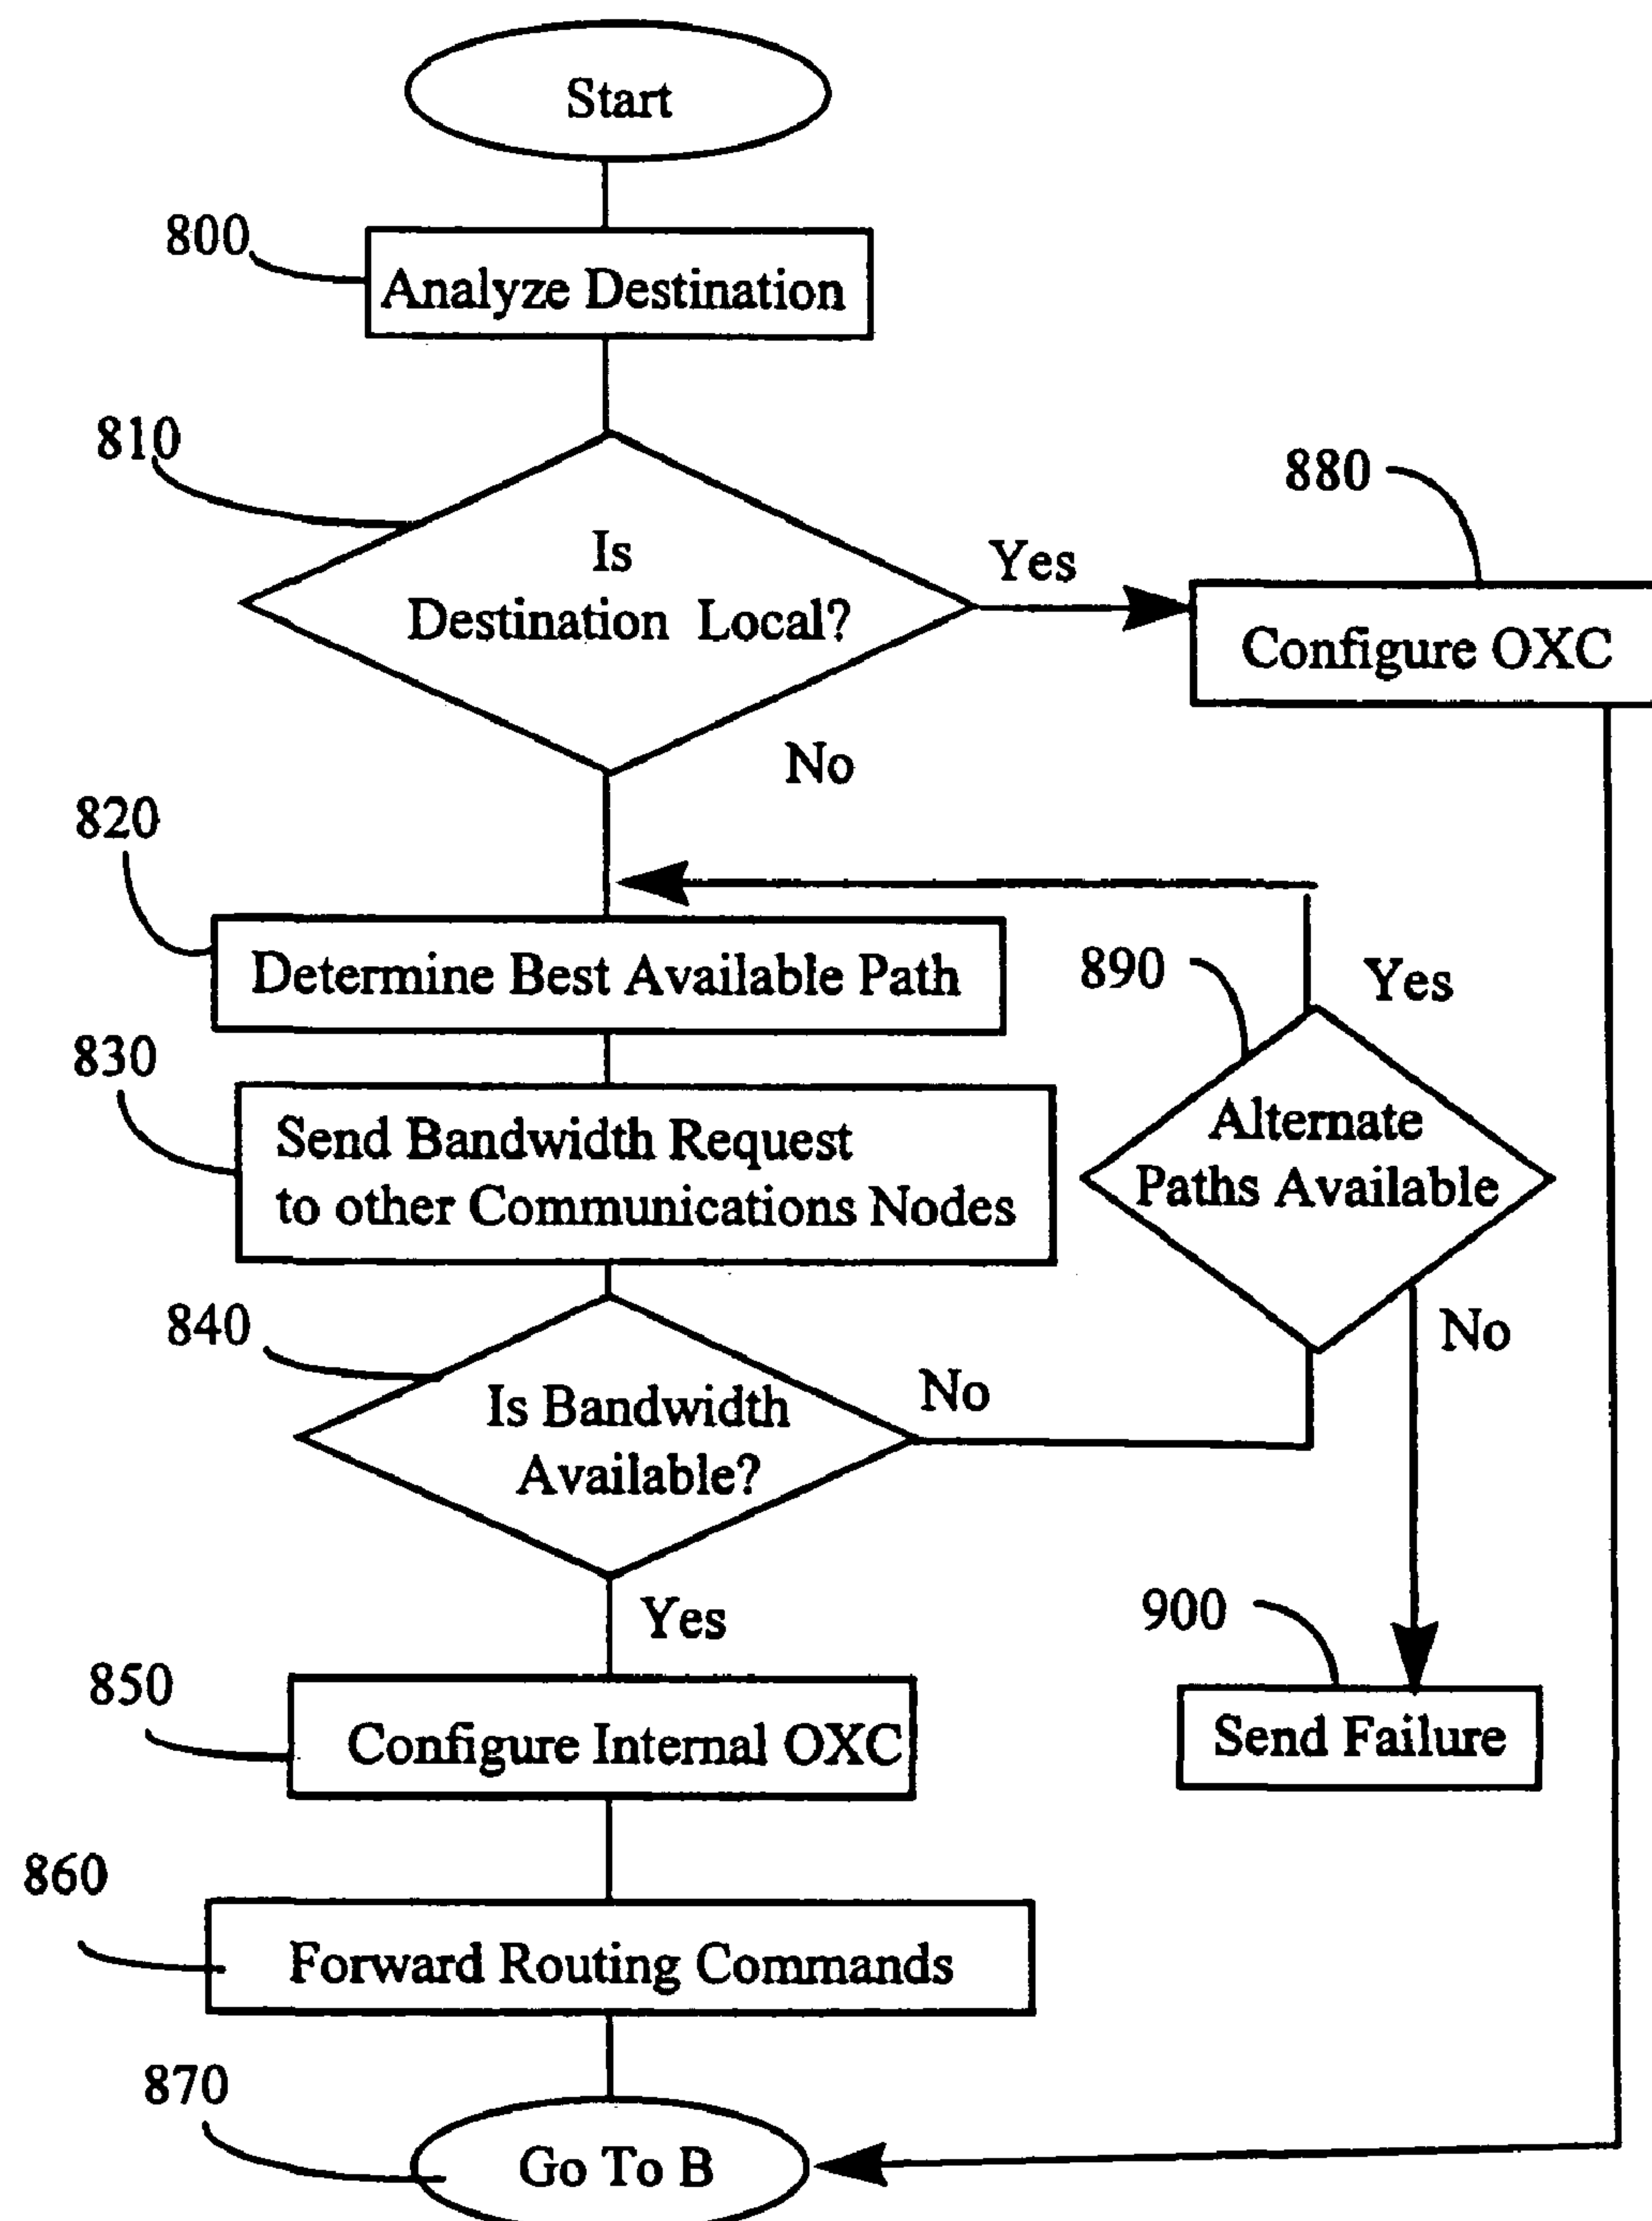 Start
800
Analyze Destination
810
Is
Destination Local?
Yes
880
Configure OXC
No
820
Determine Best Available Path
890
Yes
830
Send Bandwidth Request
to other Communications Nodes
Alternate
Paths Available
840
Is Bandwidth
Available?
No
No
Yes
900
850
Configure Internal OXC
Send Failure
860
Forward Routing Commands
870
Go To B